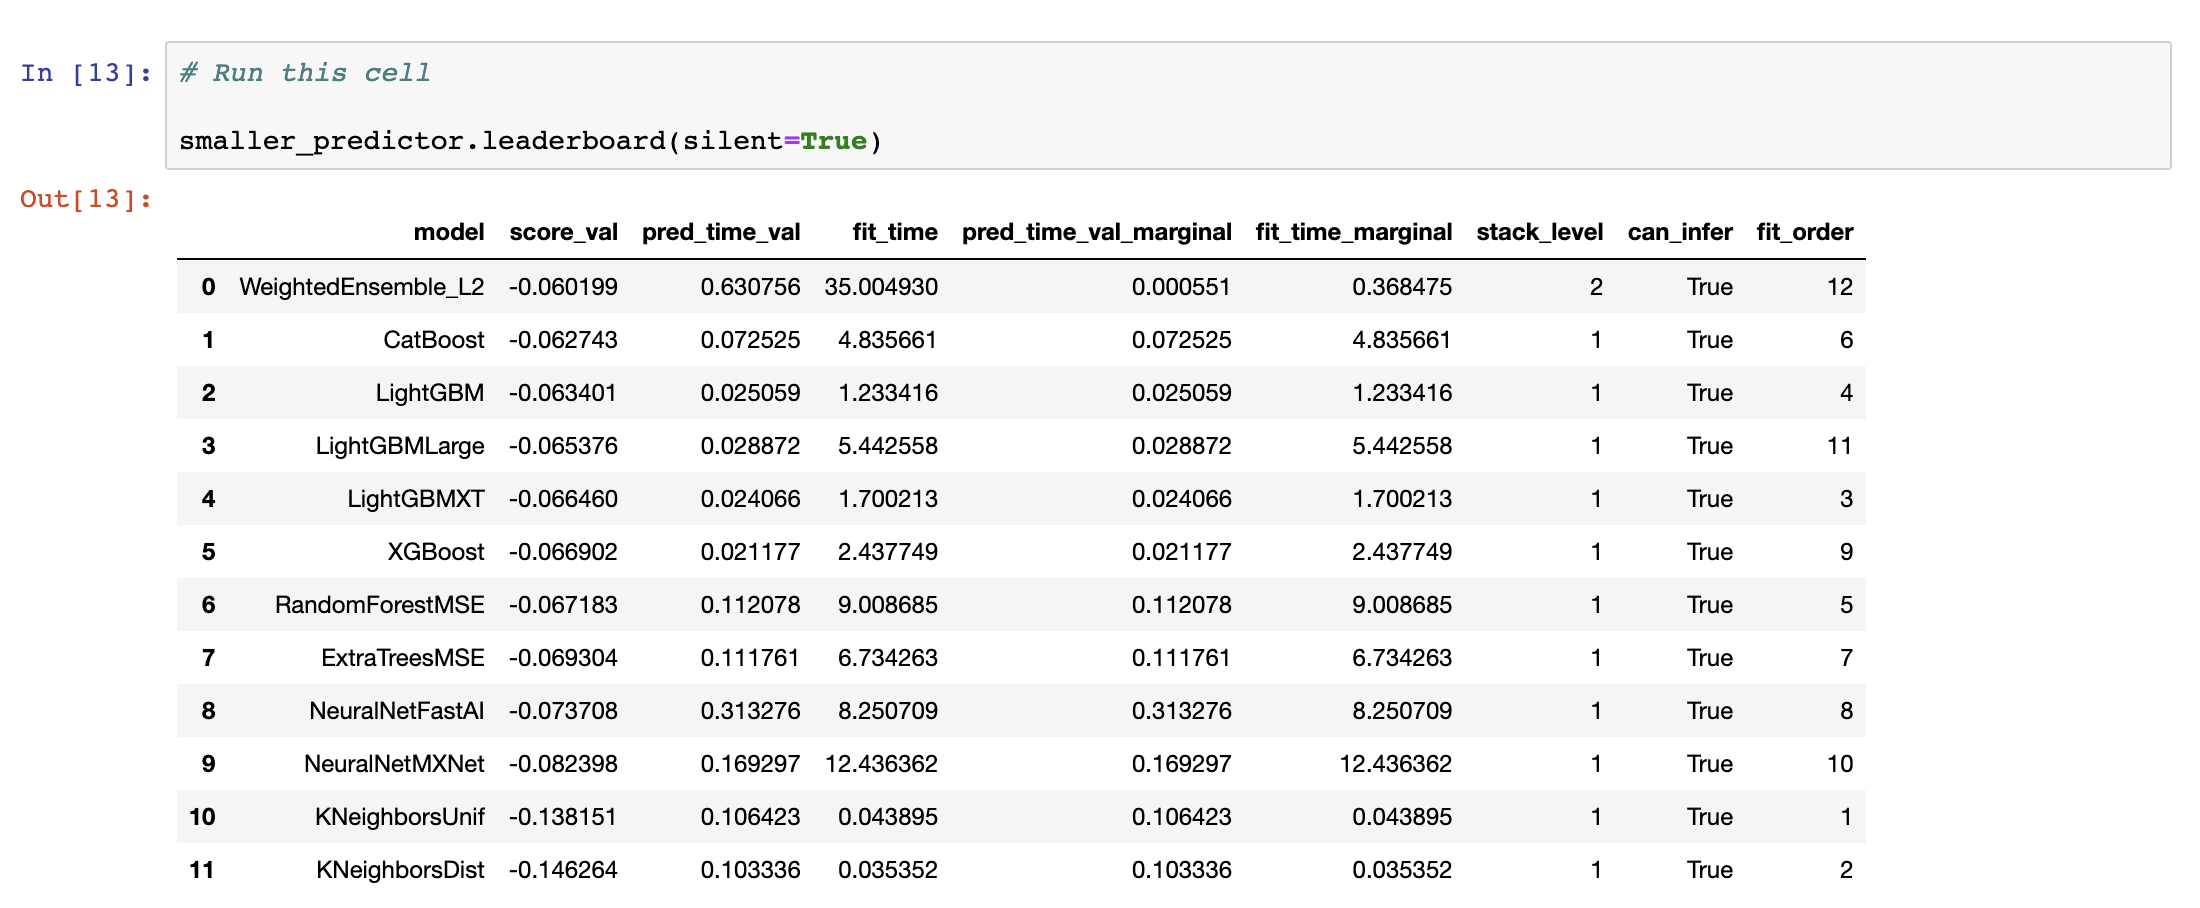 In [13]: # Run this cell
smaller_predictor.leaderboard(silent=True)
Out[13]:
model score_val pred_time_val fit_time pred_time_val_marginal fit_time_marginal stack_level can_infer fit_order
0 WeightedEnsemble_L2 -0.060199 0.630756 35.004930 0.000551 0.368475 2 True 12
1 CatBoost -0.062743 0.072525 4.835661 0.072525 4.835661 1 True 6
2 LightGBM -0.063401 0.025059 1.233416 0.025059 1.233416 1 True 4
3 LightGBMLarge -0.065376 0.028872 5.442558 0.028872 5.442558 1 True 11
4 LightGBMXT -0.066460 0.024066 1.700213 0.024066 1.700213 1 True 3
5 XGBoost -0.066902 0.021177 2.437749 0.021177 2.437749 1 True 9
6 RandomForestMSE -0.067183 0.112078 9.008685 0.112078 9.008685 1 True 5
7 ExtraTreesMSE -0.069304 0.111761 6.734263 0.111761 6.734263 1 True 7
8 NeuralNetFastAI -0.073708 0.313276 8.250709 0.313276 8.250709 1 True 8
9 NeuralNetMXNet -0.082398 0.169297 12.436362 0.169297 12.436362 1 True 10
10 KNeighborsUnif -0.138151 0.106423 0.043895 0.106423 0.043895 1 True 1
11 KNeighborsDist -0.146264 0.103336 0.035352 0.103336 0.035352 1 True 2